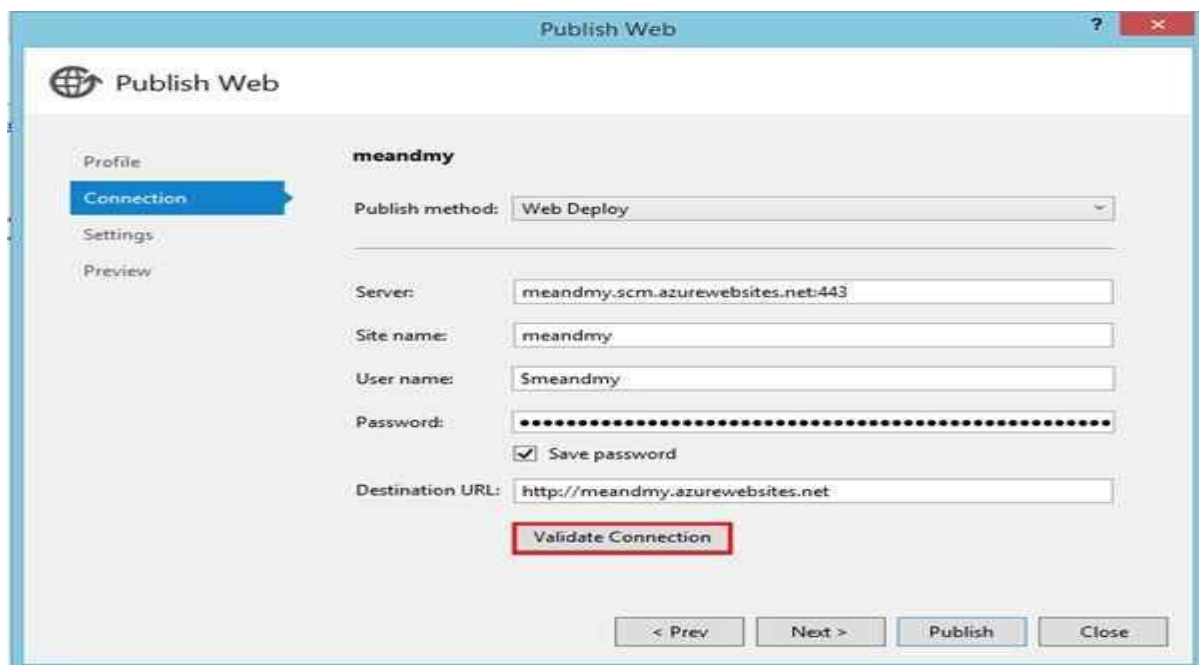 Publish Web
?
Publish Web
Profile
Connection
Settings
Preview
meandmy
Publish method: Web Deploy
Server: meandmy.scm.azurewebsites.net:443
Site name: meandmy
User name: $meandmy
Password: ••••••••••••••••••••••••••••••••••••••••••••••••••
Save password
Destination URL: http://meandmy.azurewebsites.net
Validate Connection
< Prev Next > Publish Close